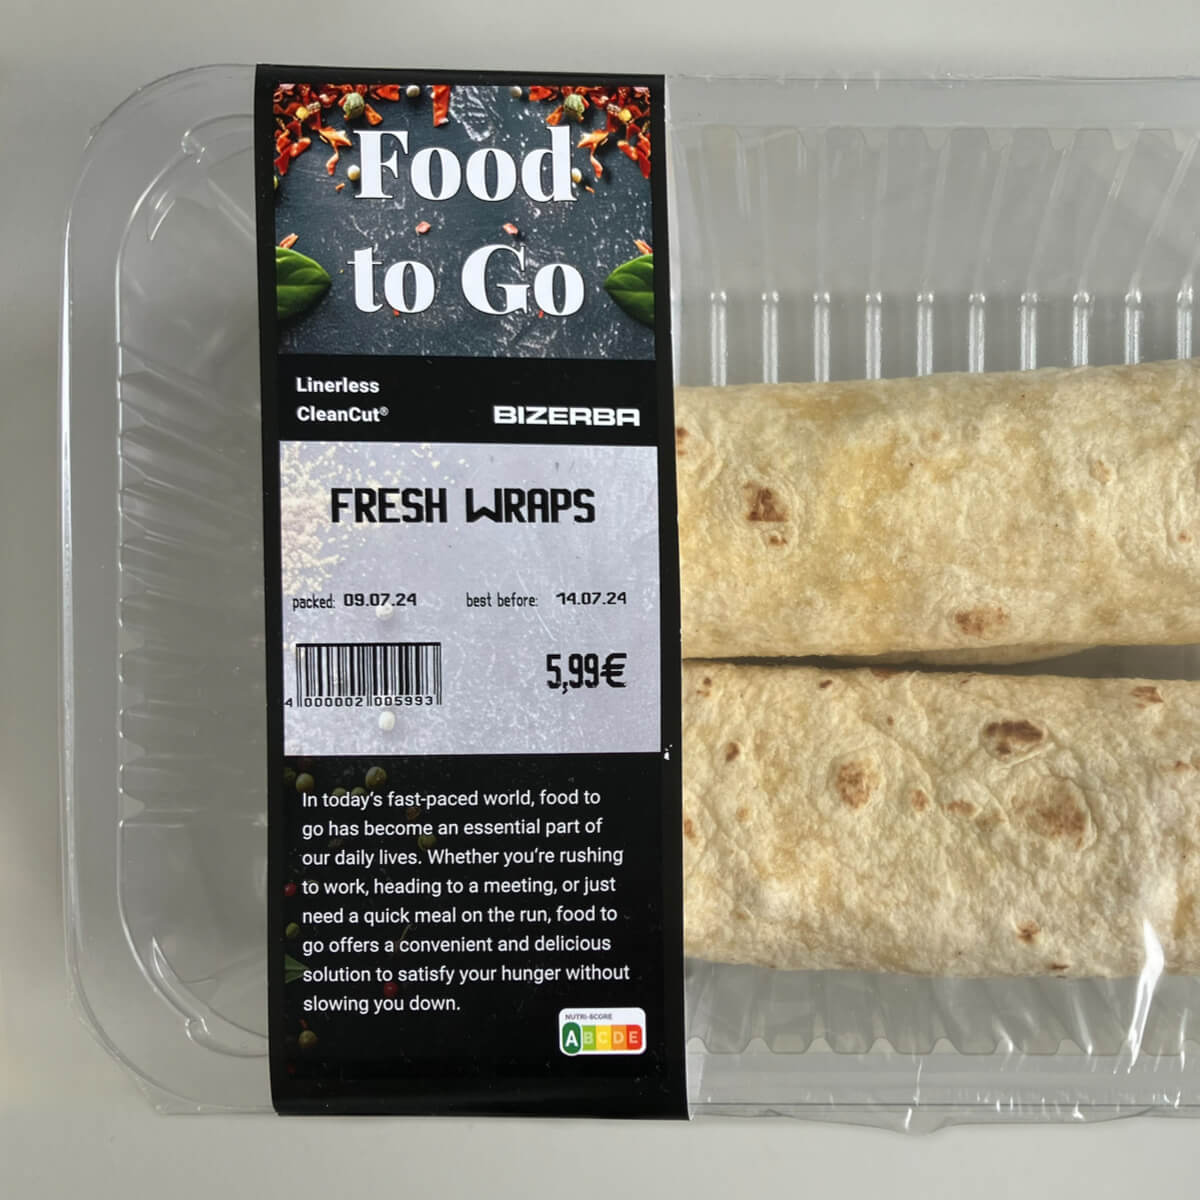 Food
to Go
Linerless
CleanCut®
BIZERBA
FRESH WRAPS
packed: 09.07.24 best before: 14.07.24
5,99€
4 000002 005993
In today's fast-paced world, food to
go has become an essential part of
our daily lives. Whether you're rushing
to work, heading to a meeting, or just
need a quick meal on the run, food to
go offers a convenient and delicious
solution to satisfy your hunger without
slowing you down.
NUTRI-SCORE
A B C D E